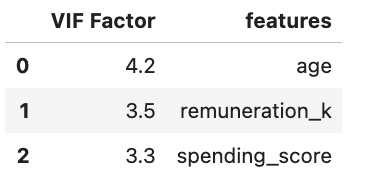 VIF Factor features
0 4.2 age
1 3.5 remuneration_k
2 3.3 spending_score